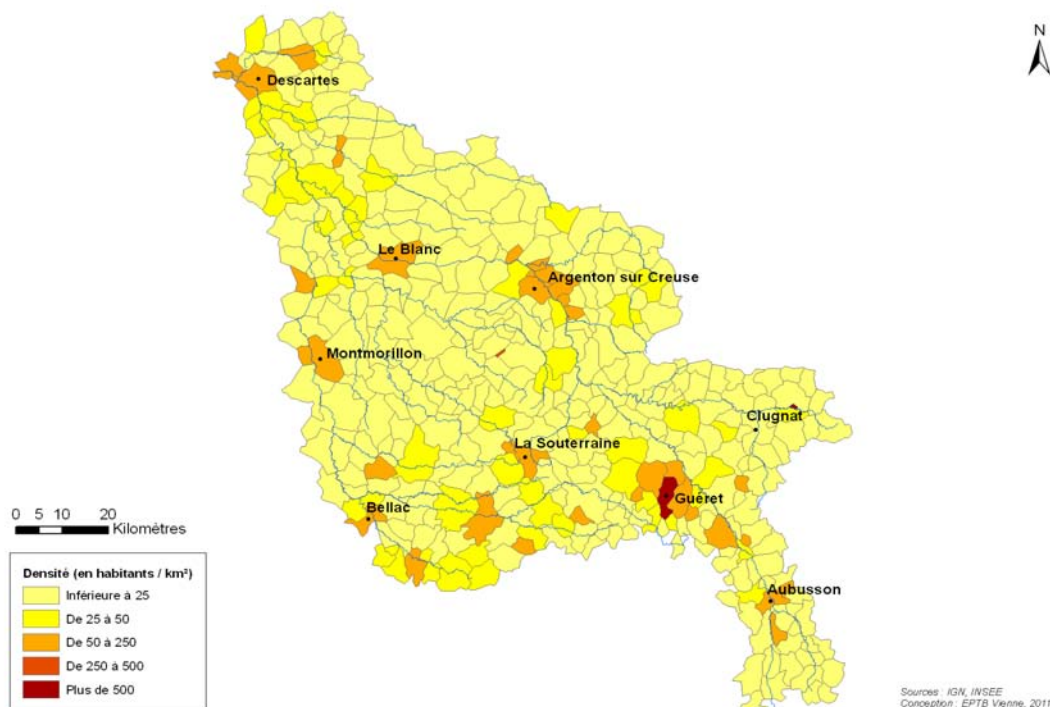 N
Descartes
Le Blanc
Argenton sur Creuse
Montmorillon
Clugnat
La Souterraine
Guéret
Bellac
0 5 10 20
Kilomètres
Aubusson
Densité (en habitants / km²)
Inférieure à 25
De 25 à 50
De 50 à 250
De 250 à 500
Plus de 500
Sources : IGN, INSEE
Conception : EPTB Vienne, 2011